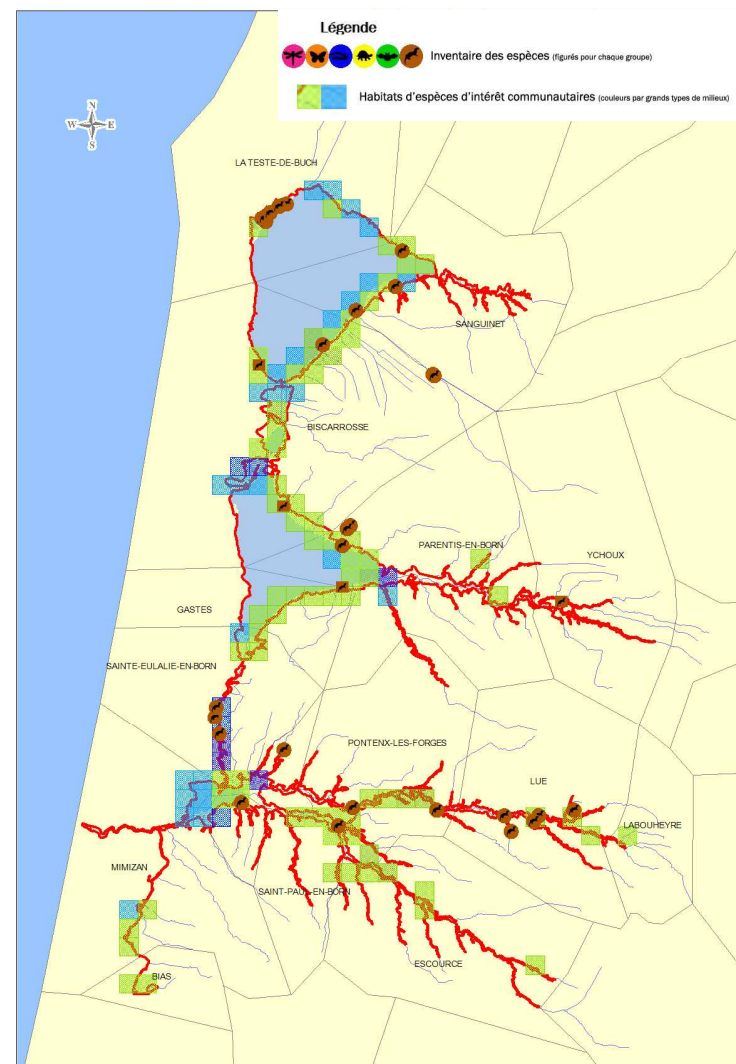 Légende
Inventaire des espèces (figurés pour chaque groupe)
Habitats d'espèces d'intérêt communautaires (couleurs par grands types de milieux)
N
W E
S
LA TESTE-DE-BUCH
SANGUINET
BISCARROSSE
PARENTIS-EN-BORN
YCHOUX
GASTES
SAINTE-EULALIE-EN-BORN
PONTENX-LES-FORGES
LUE
LABOUHEYRE
MIMIZAN
SAINT-PAUL-EN-BORN
ESCOURCE
BIAS